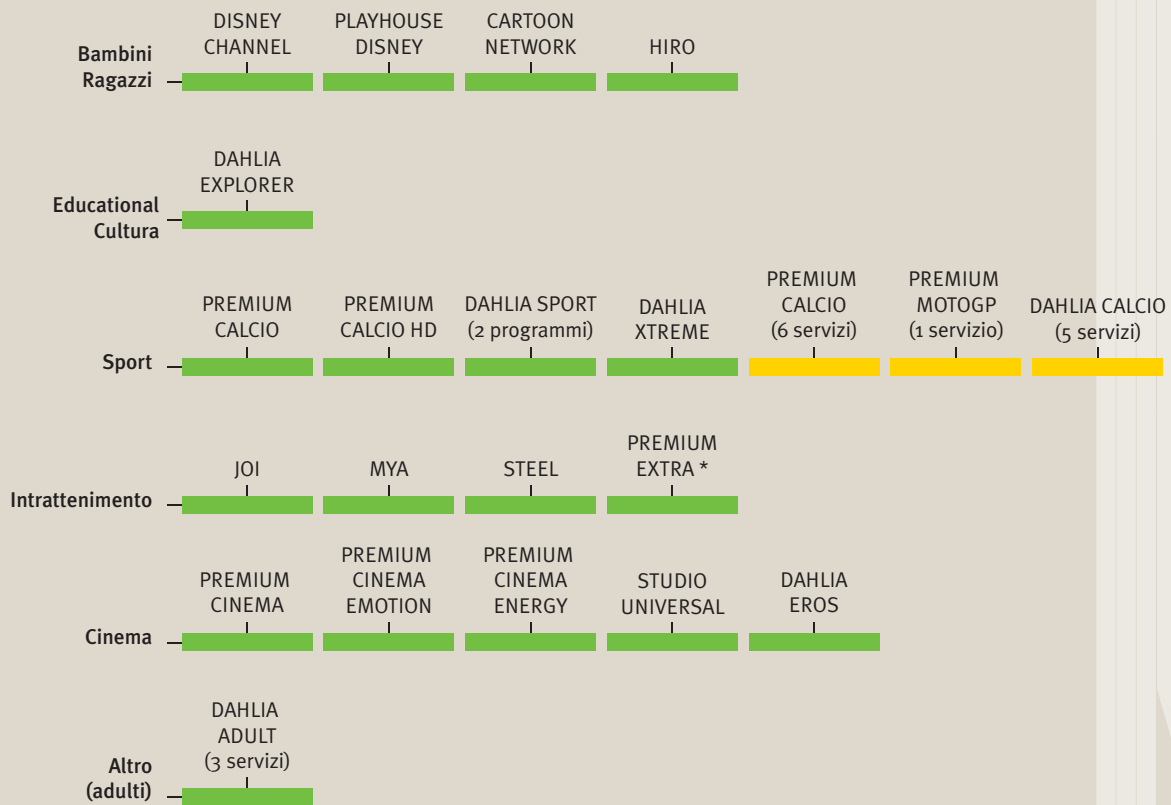 DISNEY
CHANNEL
PLAYHOUSE
DISNEY
CARTOON
NETWORK
HIRO
Bambini
Ragazzi
DAHLIA
EXPLORER
Educational
Cultura
PREMIUM
CALCIO
PREMIUM
CALCIO HD
DAHLIA SPORT
(2 programmi)
DAHLIA
XTREME
PREMIUM
CALCIO
(6 servizi)
PREMIUM
MOTOGP
(1 servizio)
DAHLIA CALCIO
(5 servizi)
Sport
JOI
MYA
STEEL
PREMIUM
EXTRA *
Intrattenimento
PREMIUM
CINEMA
PREMIUM
CINEMA
EMOTION
PREMIUM
CINEMA
ENERGY
STUDIO
UNIVERSAL
DAHLIA
EROS
Cinema
DAHLIA
ADULT
(3 servizi)
Altro
(adulti)